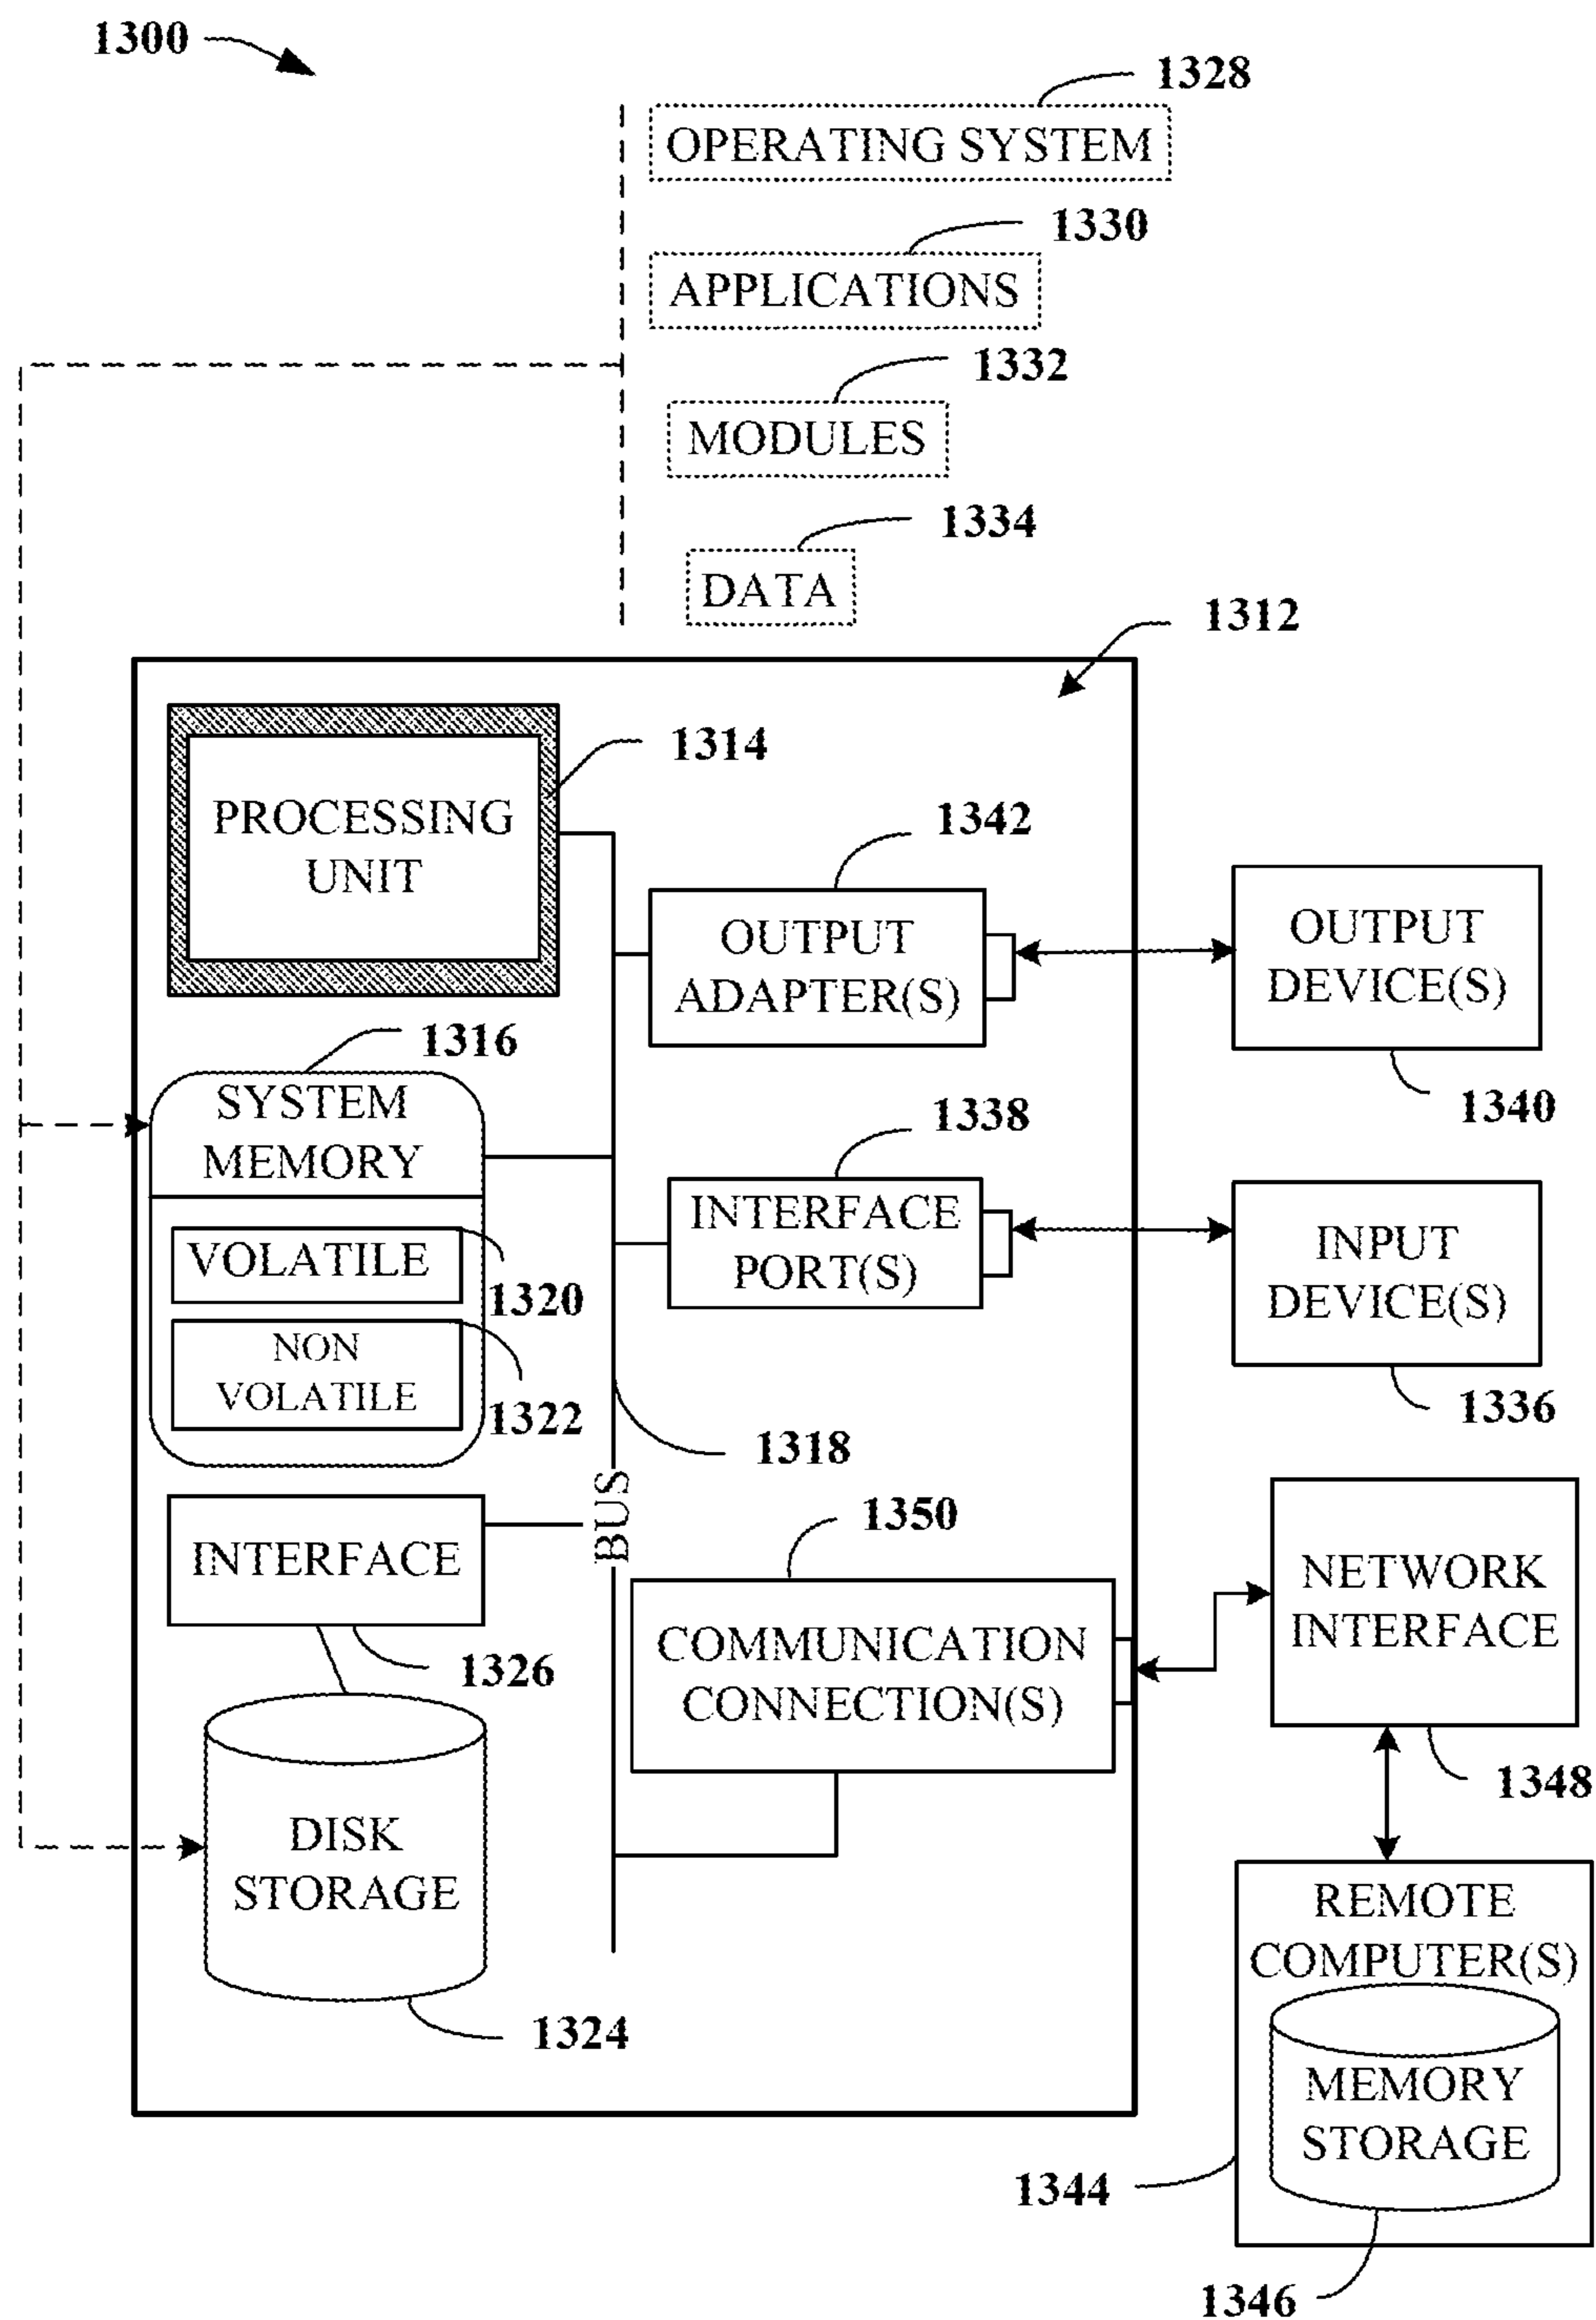 1300
1328
OPERATING SYSTEM
1330
APPLICATIONS
1332
MODULES
1334
DATA
1312
PROCESSING
UNIT
1314
1342
OUTPUT
ADAPTER(S)
OUTPUT
DEVICE(S)
1340
1316
SYSTEM
MEMORY
VOLATILE
1320
NON
VOLATILE
1322
1338
INTERFACE
PORT(S)
INPUT
DEVICE(S)
1336
1318
BUS
INTERFACE
1326
1350
COMMUNICATION
CONNECTION(S)
NETWORK
INTERFACE
1348
DISK
STORAGE
1324
REMOTE
COMPUTER(S)
MEMORY
STORAGE
1344
1346